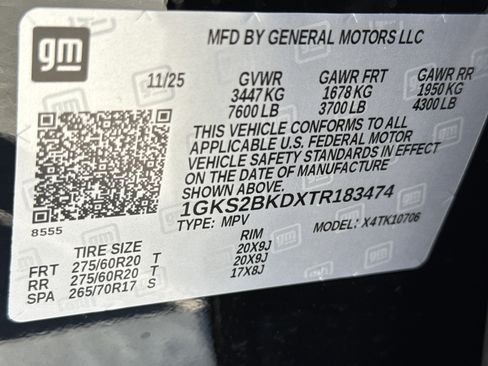 gm
MFD BY GENERAL MOTORS LLC
11/25 GVWR GAWR FRT GAWR RR
3447 KG 1678 KG 1950 KG
7600 LB 3700 LB 4300 LB
THIS VEHICLE CONFORMS TO ALL
APPLICABLE U.S. FEDERAL MOTOR
VEHICLE SAFETY STANDARDS IN EFFECT
ON THE DATE OF MANUFACTURE
SHOWN ABOVE.
1GKS2BKDXTR183474
8555 TYPE: MPV MODEL: X4TK10706
TIRE SIZE RIM
FRT 275/60R20 T 20X9J
RR 275/60R20 T 20X9J
SPA 265/70R17 S 17X8J